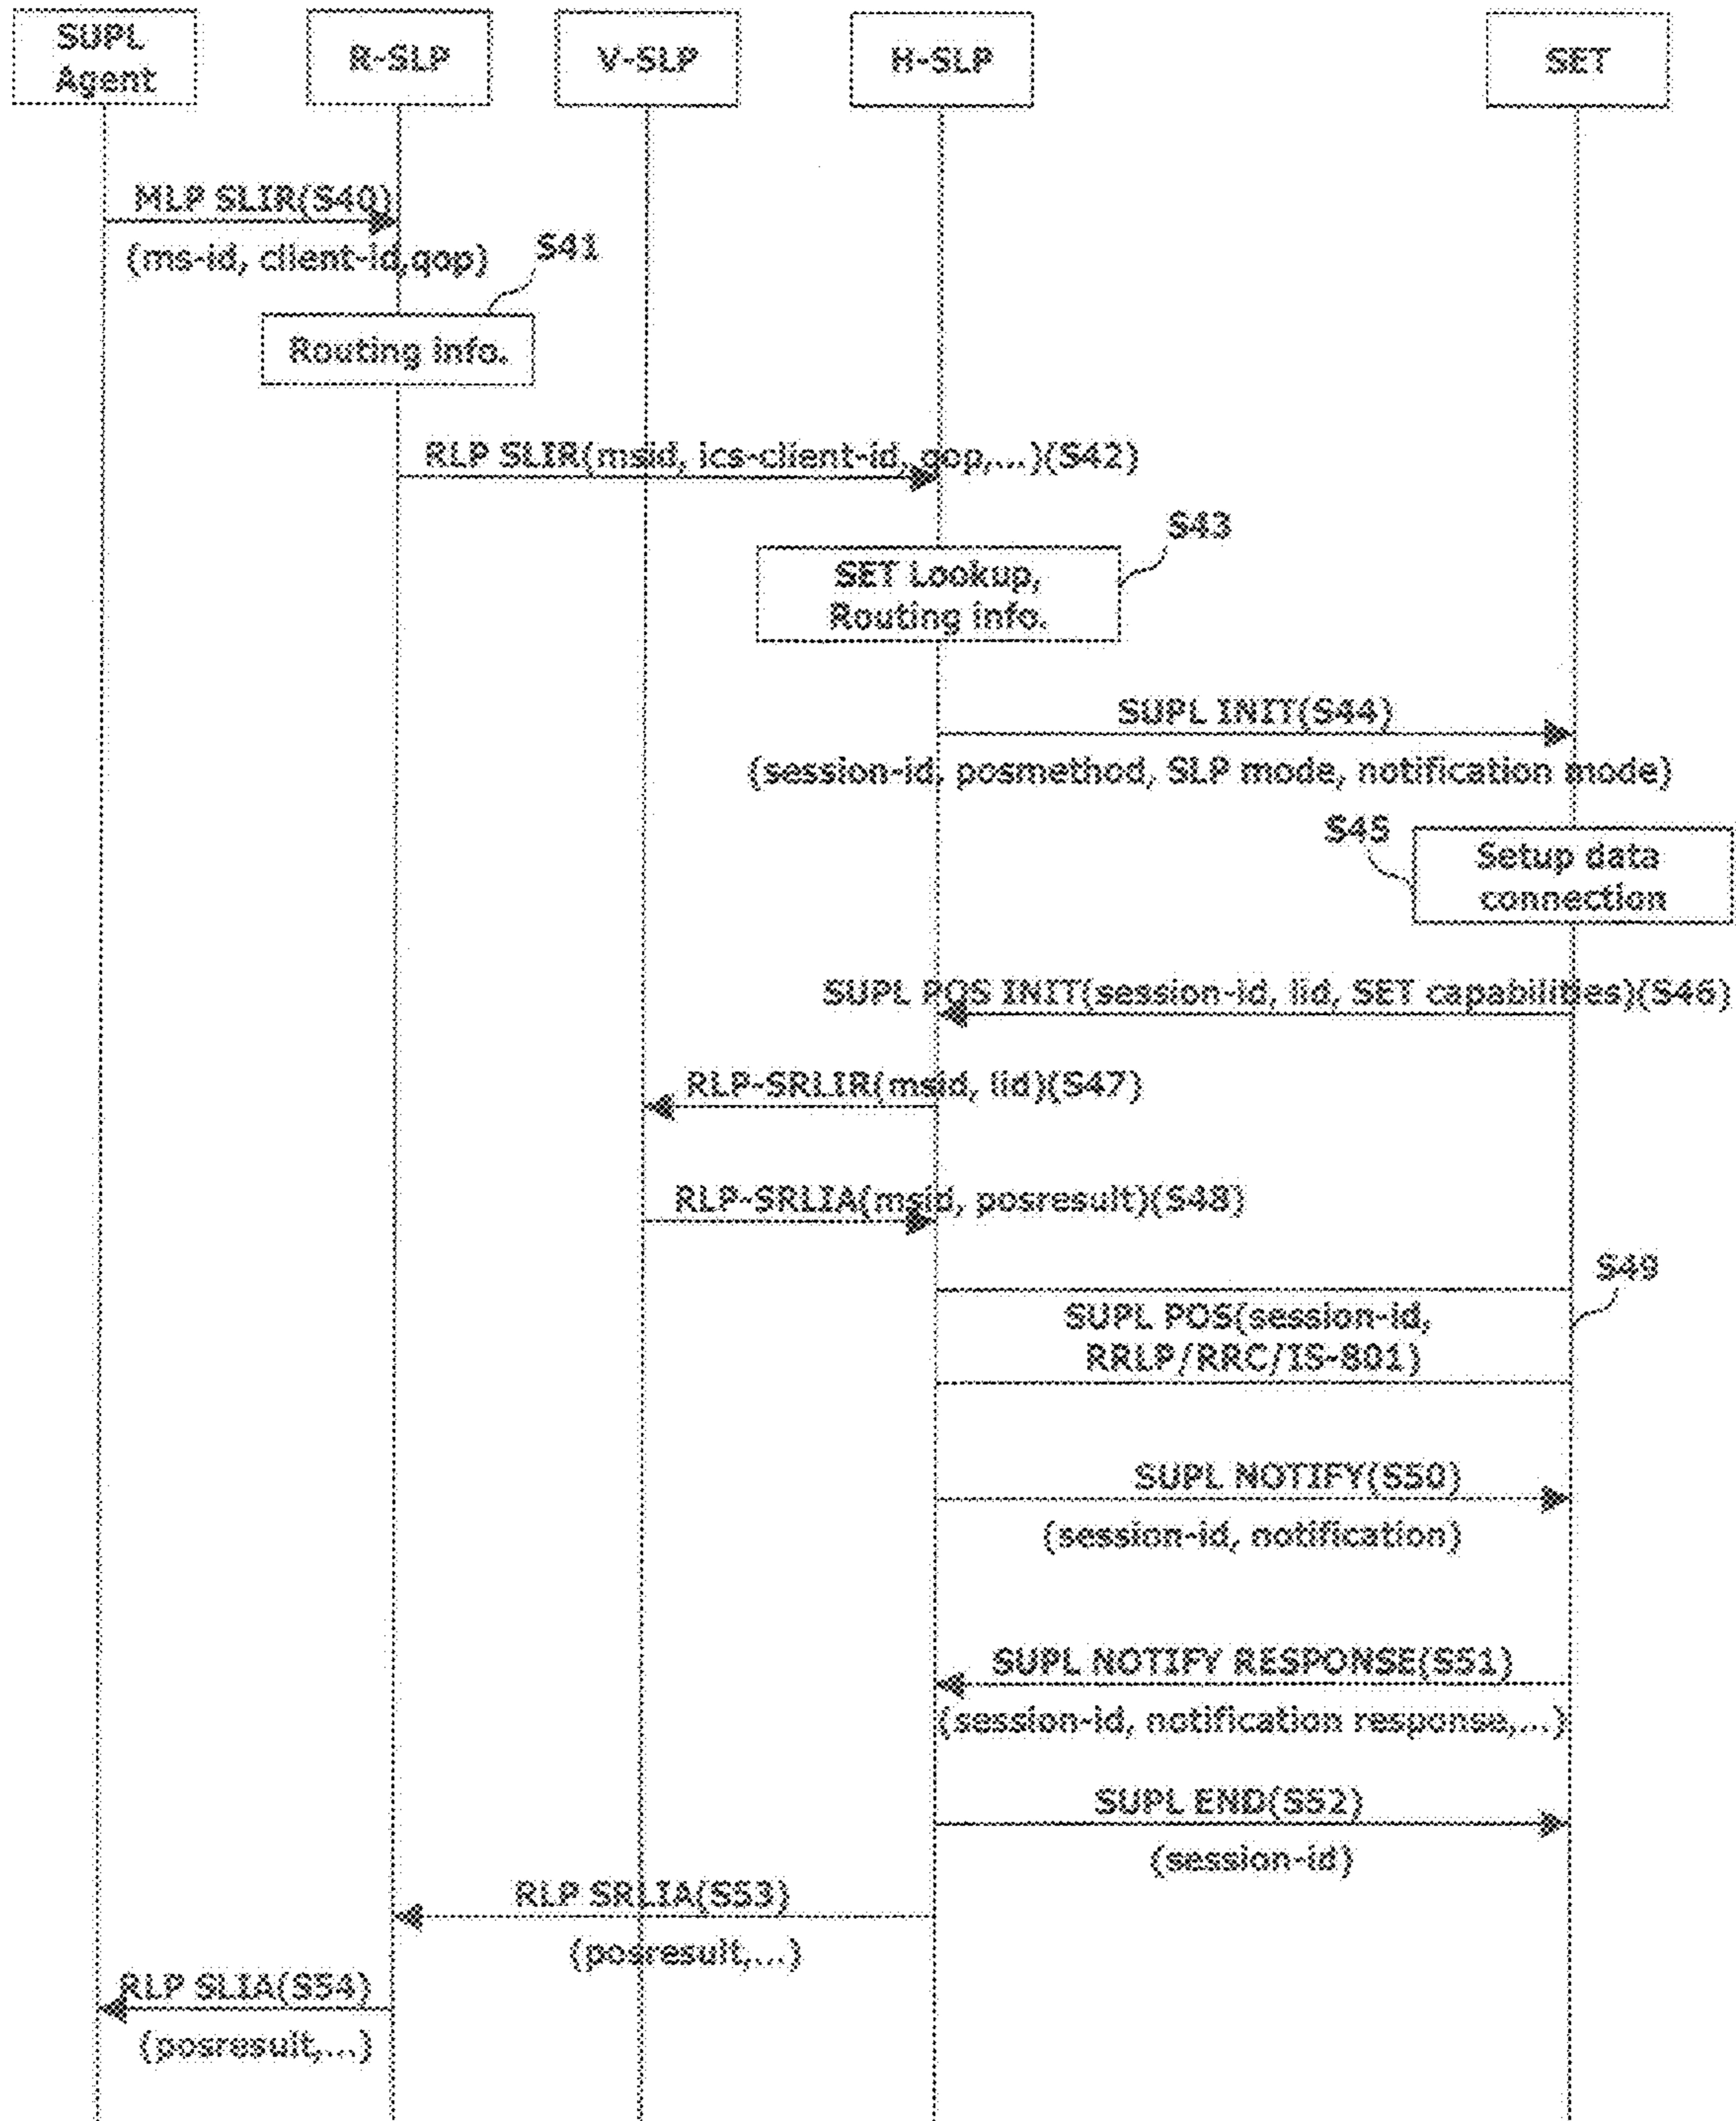 SUPL
Agent
R-SLP
V-SLP
H-SLP
SET
MLP SLIR(S40)
(ms-id, client-id,qop)
S41
Routing info.
RLP SLIR(msid, ics-client-id, qop,...)(S42)
S43
SET Lookup,
Routing info.
SUPL INIT(S44)
(session-id, posmethod, SLP mode, notification mode)
S45
Setup data
connection
SUPL POS INIT(session-id, lid, SET capabilities)(S46)
RLP-SRLIR(msid, lid)(S47)
RLP-SRLIA(msid, posresult)(S48)
S49
SUPL POS(session-id,
RRLP/RRC/IS-801)
SUPL NOTIFY(S50)
(session-id, notification)
SUPL NOTIFY RESPONSE(S51)
(session-id, notification response,...)
SUPL END(S52)
(session-id)
RLP SRLIA(S53)
(posresult,...)
RLP SLIA(S54)
(posresult,...)